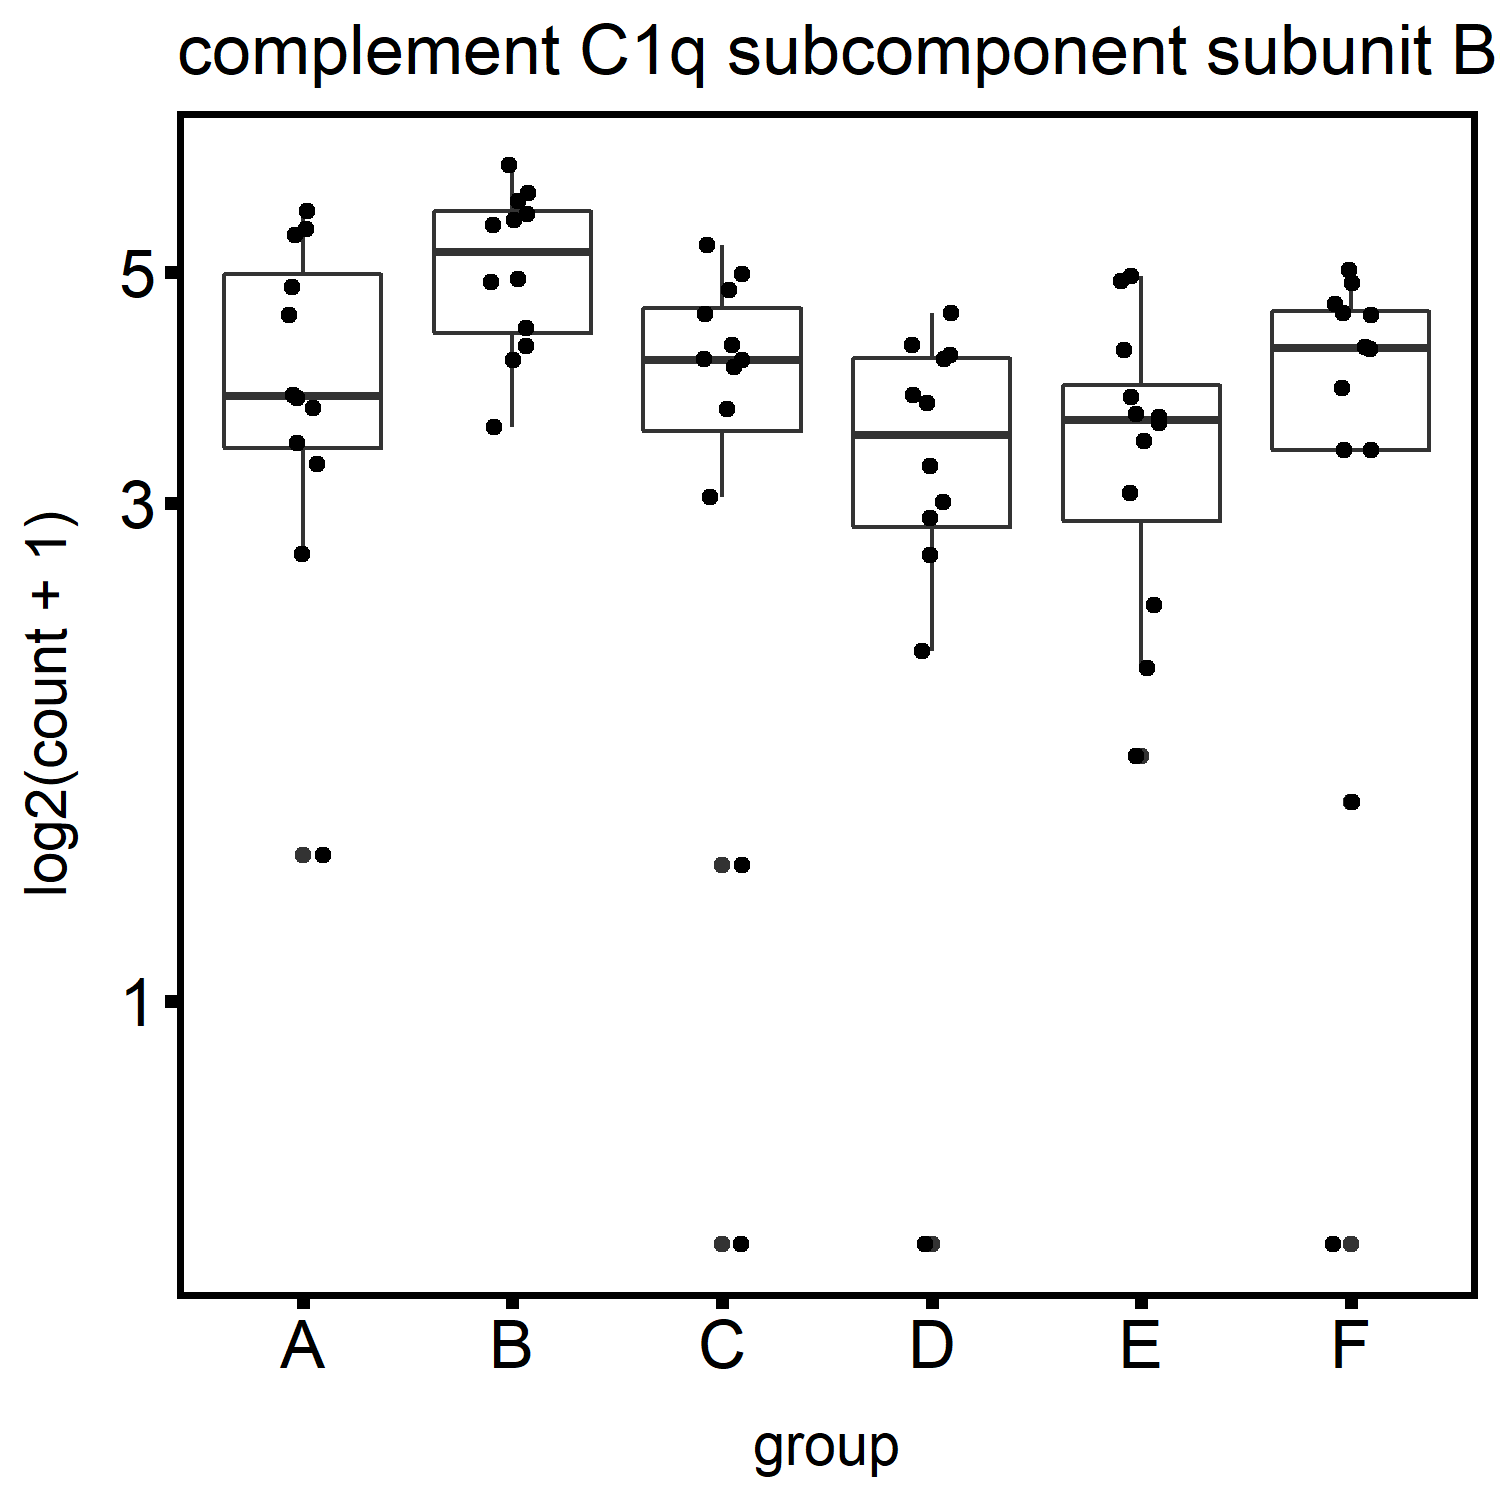 complement C1q subcomponent subunit B
log2(count + 1)
5
3
1
A B C D E F
group